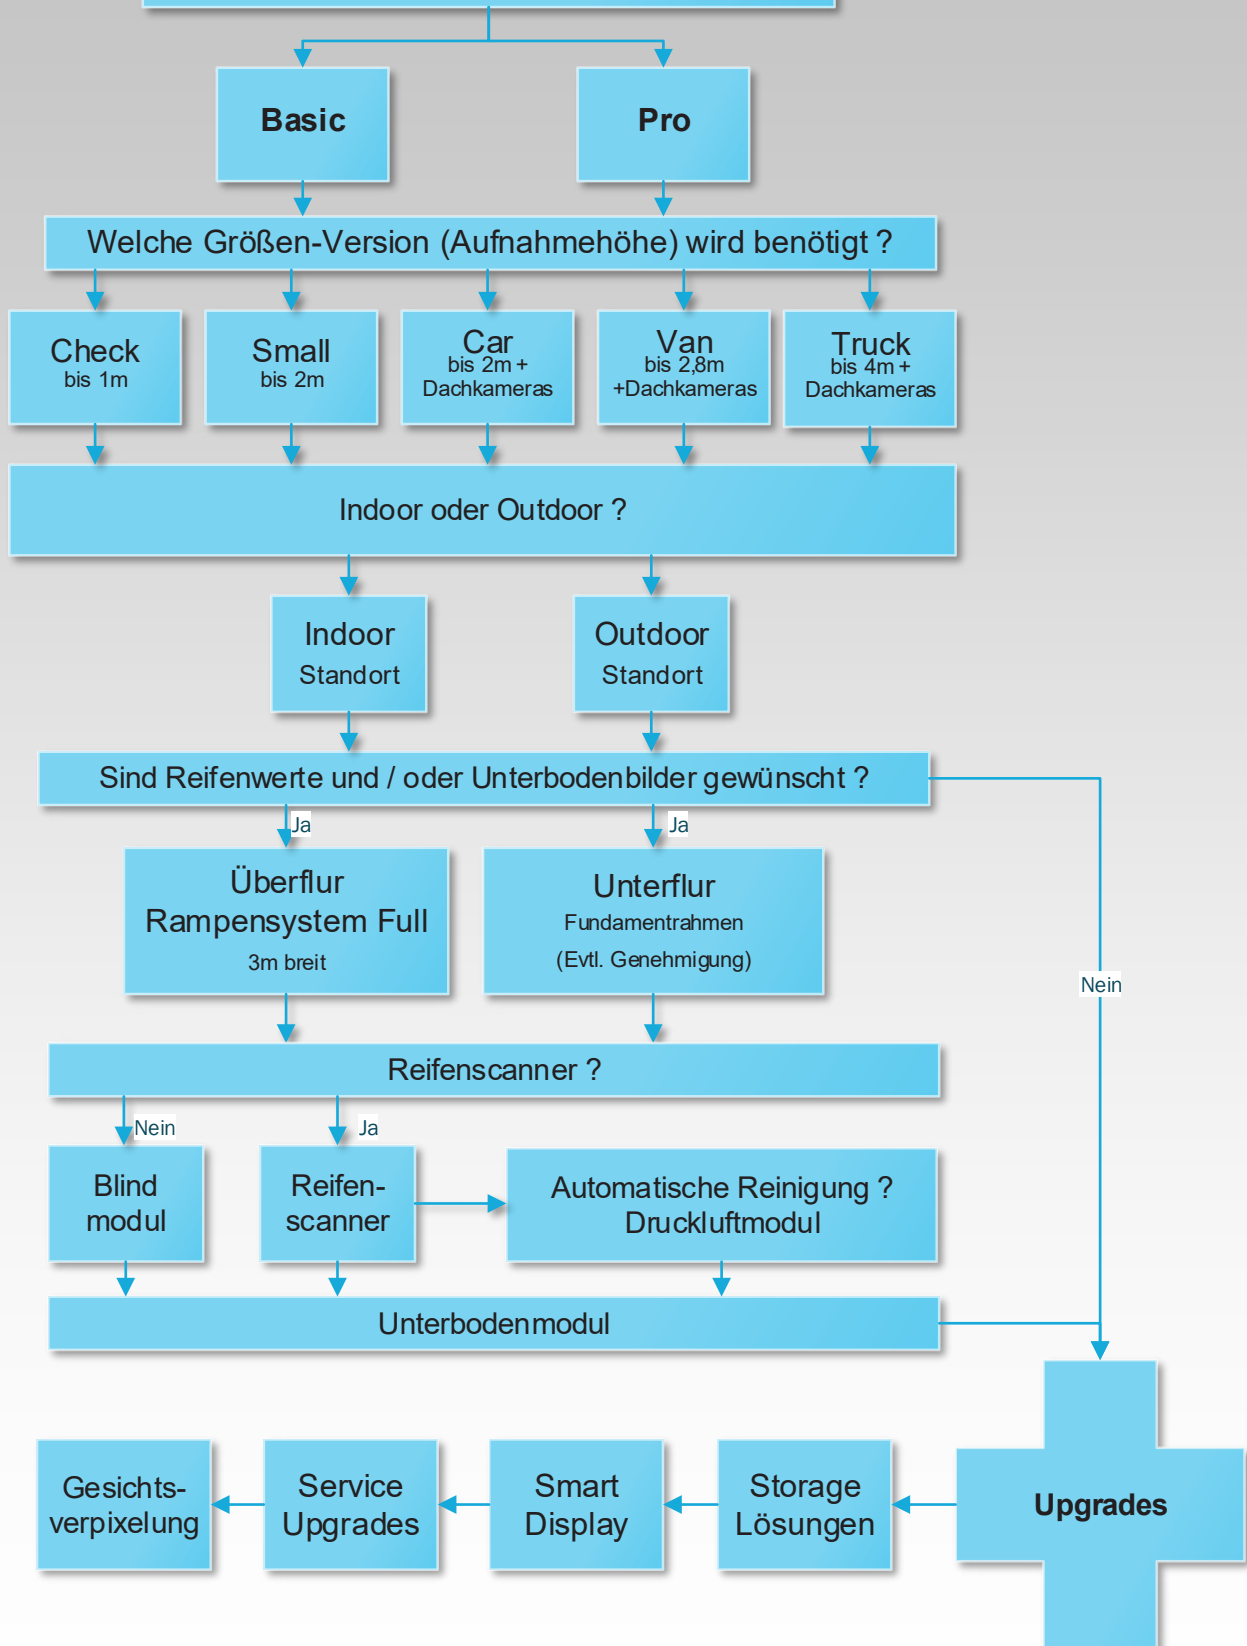 Basic
Pro
Welche Größen-Version (Aufnahmehöhe) wird benötigt ?
Check
bis 1m
Small
bis 2m
Car
bis 2m +
Dachkameras
Van
bis 2,8m
+Dachkameras
Truck
bis 4m +
Dachkameras
Indoor oder Outdoor ?
Indoor
Standort
Outdoor
Standort
Sind Reifenwerte und / oder Unterbodenbilder gewünscht ?
Ja
Ja
Überflur
Rampensystem Full
3m breit
Unterflur
Fundamentrahmen
(Evtl. Genehmigung)
Nein
Reifenscanner ?
Nein
Ja
Blind
modul
Reifen-
scanner
Automatische Reinigung ?
Druckluftmodul
Unterbodenmodul
Gesichts-
verpixelung
Service
Upgrades
Smart
Display
Storage
Lösungen
Upgrades